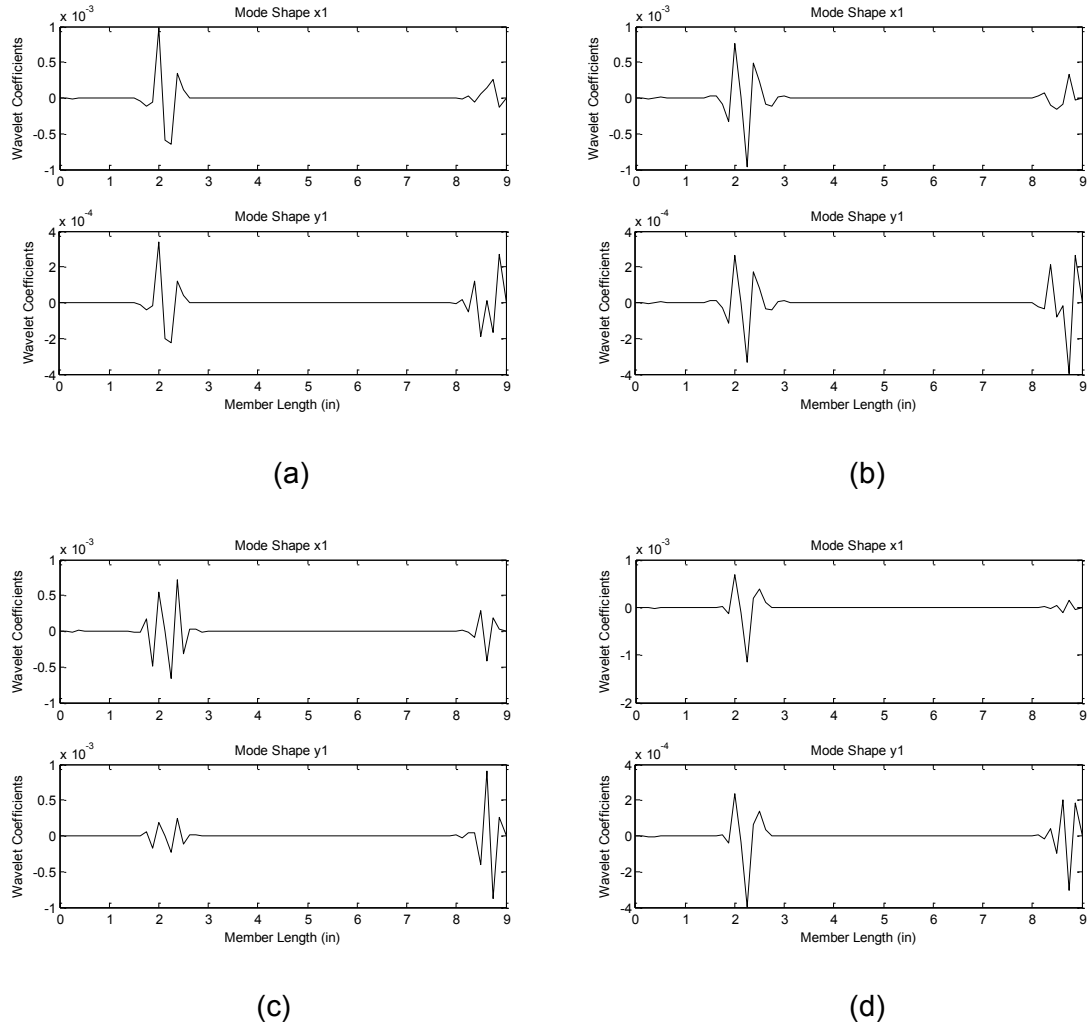 Mode Shape x1
x 10-3
Wavelet Coefficients
1
0.5
0
-0.5
-1
0 1 2 3 4 5 6 7 8 9
Mode Shape y1
x 10-4
Wavelet Coefficients
4
2
0
-2
-4
0 1 2 3 4 5 6 7 8 9
Member Length (in)
(a)
Mode Shape x1
x 10-3
Wavelet Coefficients
1
0.5
0
-0.5
-1
0 1 2 3 4 5 6 7 8 9
Mode Shape y1
x 10-4
Wavelet Coefficients
4
2
0
-2
-4
0 1 2 3 4 5 6 7 8 9
Member Length (in)
(b)
Mode Shape x1
x 10-3
Wavelet Coefficients
1
0.5
0
-0.5
-1
0 1 2 3 4 5 6 7 8 9
Mode Shape y1
x 10-3
Wavelet Coefficients
1
0.5
0
-0.5
-1
0 1 2 3 4 5 6 7 8 9
Member Length (in)
(c)
Mode Shape x1
x 10-3
Wavelet Coefficients
1
0
-1
-2
0 1 2 3 4 5 6 7 8 9
Mode Shape y1
x 10-4
Wavelet Coefficients
4
2
0
-2
-4
0 1 2 3 4 5 6 7 8 9
Member Length (in)
(d)